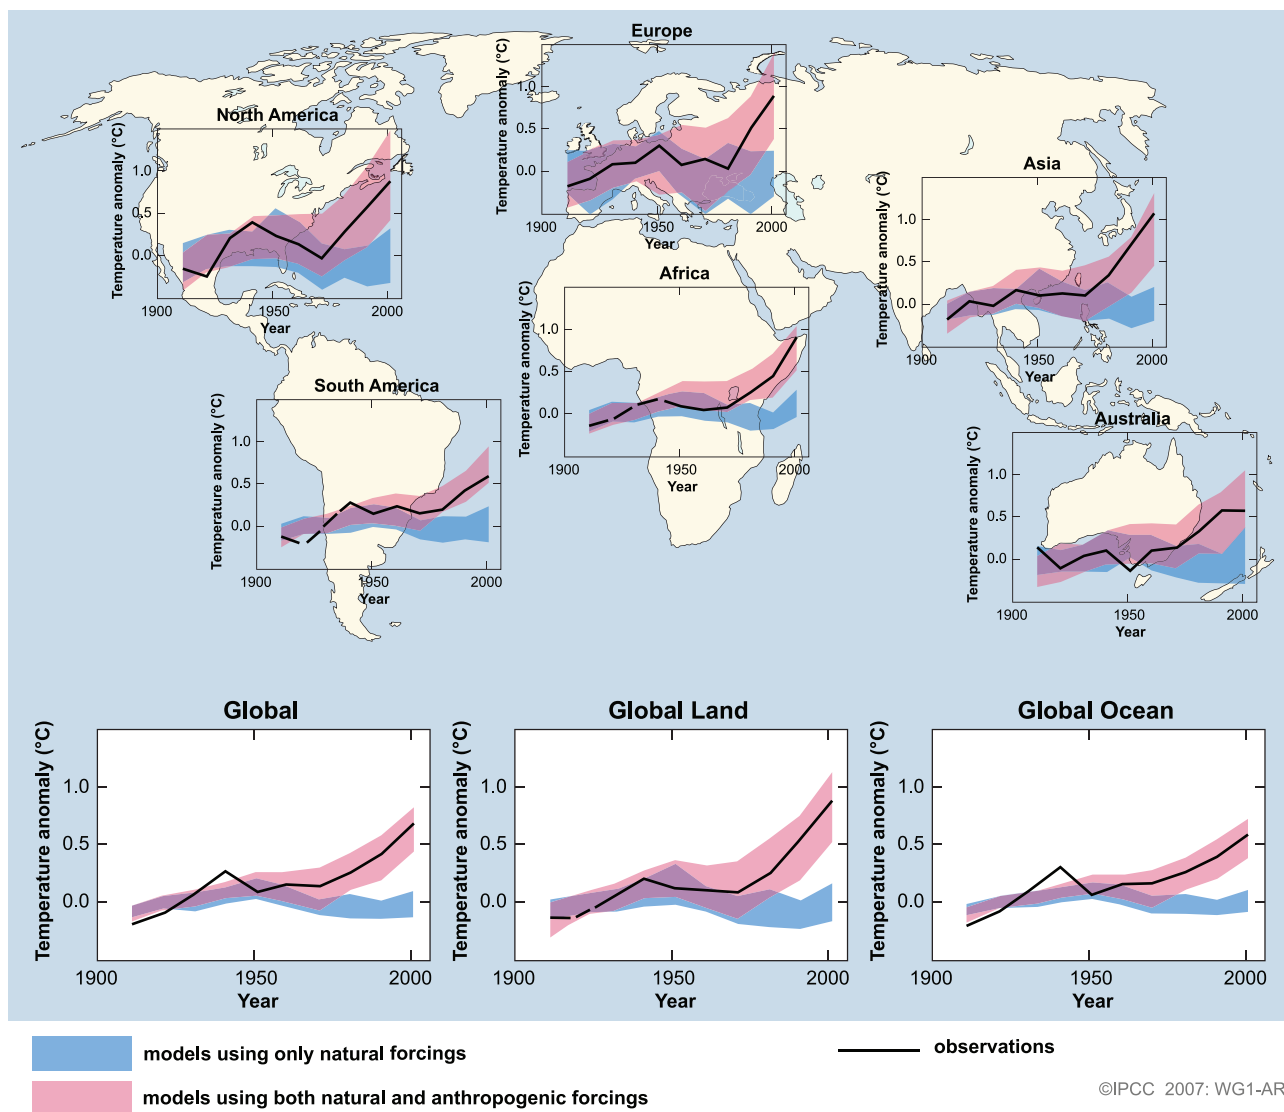 Europe
Temperature anomaly (°C)
1.0
0.5
0.0
1900
1950
2000
Year
North America
Temperature anomaly (°C)
1.0
0.5
0.0
1900
1950
2000
Year
Asia
Temperature anomaly (°C)
1.0
0.5
0.0
1900
1950
2000
Year
Africa
Temperature anomaly (°C)
1.0
0.5
0.0
1900
1950
2000
Year
South America
Temperature anomaly (°C)
1.0
0.5
0.0
1900
1950
2000
Year
Australia
Temperature anomaly (°C)
1.0
0.5
0.0
1900
1950
2000
Year
Global
Temperature anomaly (°C)
1.0
0.5
0.0
1900
1950
2000
Year
Global Land
Temperature anomaly (°C)
1.0
0.5
0.0
1900
1950
2000
Year
Global Ocean
Temperature anomaly (°C)
1.0
0.5
0.0
1900
1950
2000
Year
models using only natural forcings
observations
models using both natural and anthropogenic forcings
©IPCC 2007: WG1-AR